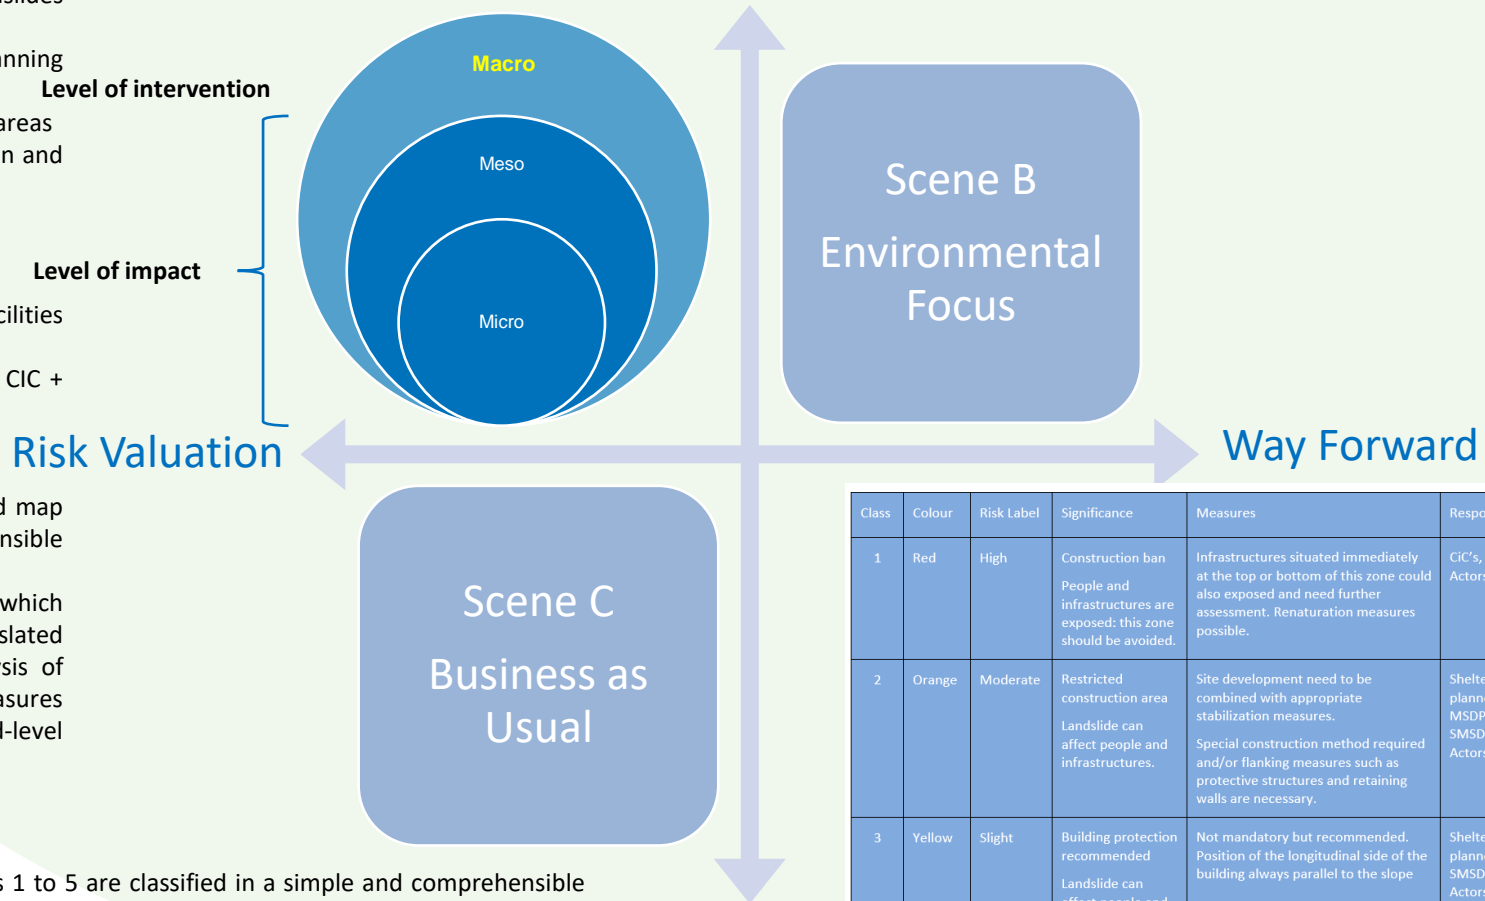 slides
anning
Level of intervention
areas
n and
Level of impact
cilities
CIC +
Macro
Meso
Micro
Scene B
Environmental
Focus
Risk Valuation
Way Forward
d map
nsible
which
slated
sis of
asures
d-level
Scene C
Business as
Usual
s 1 to 5 are classified in a simple and comprehensible
Class Colour Risk Label Significance Measures Respo
1 Red High
Construction ban
People and
infrastructures are
exposed: this zone
should be avoided.
Infrastructures situated immediately
at the top or bottom of this zone could
also exposed and need further
assessment. Renaturation measures
possible.
CiC's,
Actors
2 Orange Moderate
Restricted
construction area
Landslide can
affect people and
infrastructures.
Site development need to be
combined with appropriate
stabilization measures.
Special construction method required
and/or flanking measures such as
protective structures and retaining
walls are necessary.
Shelte
planne
MSDP
SMSD
Actors
3 Yellow Slight
Building protection
recommended
Landslide can
affect people and
Not mandatory but recommended.
Position of the longitudinal side of the
building always parallel to the slope
Shelte
planne
SMSD
Actors